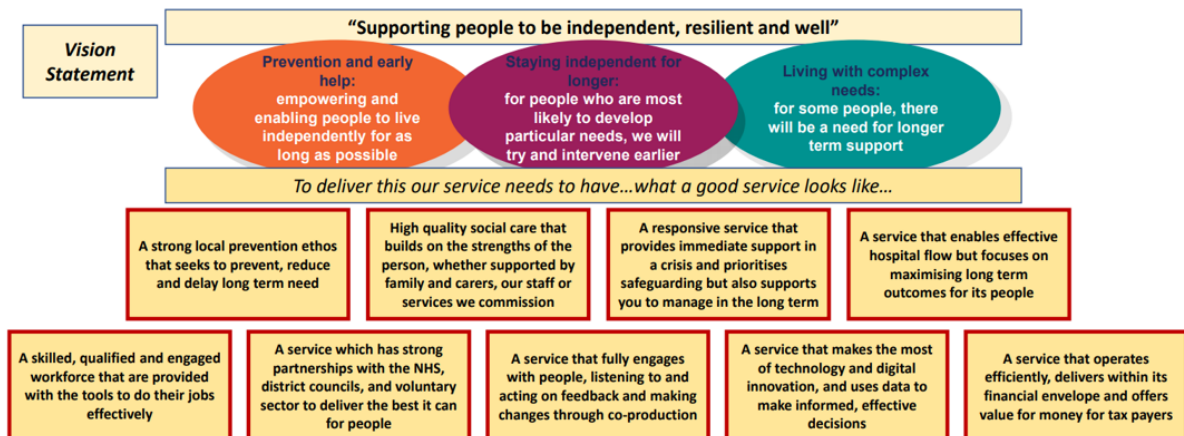 Vision
Statement
“Supporting people to be independent, resilient and well”
Prevention and early
help:
empowering and
enabling people to live
independently for as
long as possible
Staying independent for
longer:
for people who are most
likely to develop
particular needs, we will
try and intervene earlier
Living with complex
needs:
for some people, there
will be a need for longer
term support
To deliver this our service needs to have…what a good service looks like…
A strong local prevention ethos
that seeks to prevent, reduce
and delay long term need
High quality social care that
builds on the strengths of the
person, whether supported by
family and carers, our staff or
services we commission
A responsive service that
provides immediate support in
a crisis and prioritises
safeguarding but also supports
you to manage in the long term
A service that enables effective
hospital flow but focuses on
maximising long term
outcomes for its people
A skilled, qualified and engaged
workforce that are provided
with the tools to do their jobs
effectively
A service which has strong
partnerships with the NHS,
district councils, and voluntary
sector to deliver the best it can
for people
A service that fully engages
with people, listening to and
acting on feedback and making
changes through co-production
A service that makes the most
of technology and digital
innovation, and uses data to
make informed, effective
decisions
A service that operates
efficiently, delivers within its
financial envelope and offers
value for money for tax payers